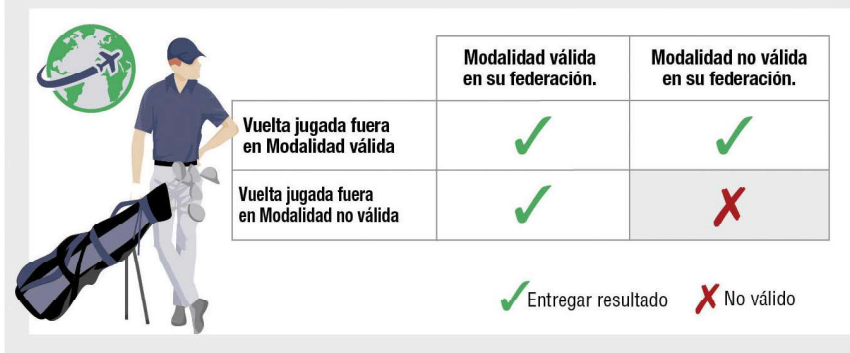 Modalidad válida
en su federación.
Modalidad no válida
en su federación.
Vuelta jugada fuera
en Modalidad válida
Vuelta jugada fuera
en Modalidad no válida
Entregar resultado
No válido